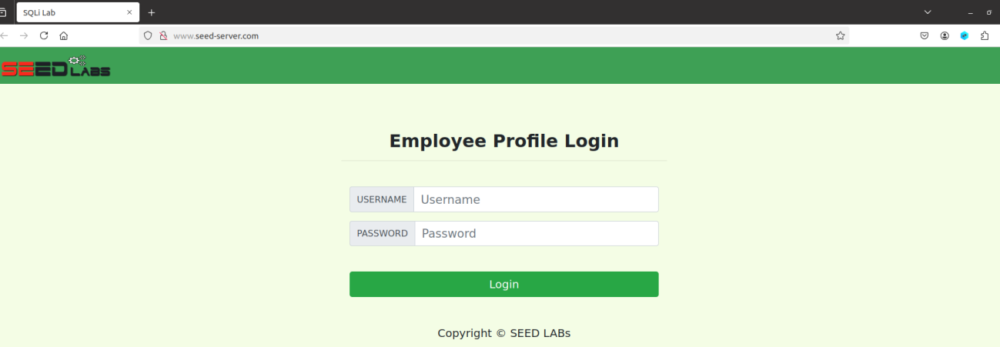 SQLi Lab
www.seed-server.com
SEED LABS
Employee Profile Login
USERNAME Username
PASSWORD Password
Login
Copyright © SEED LABs